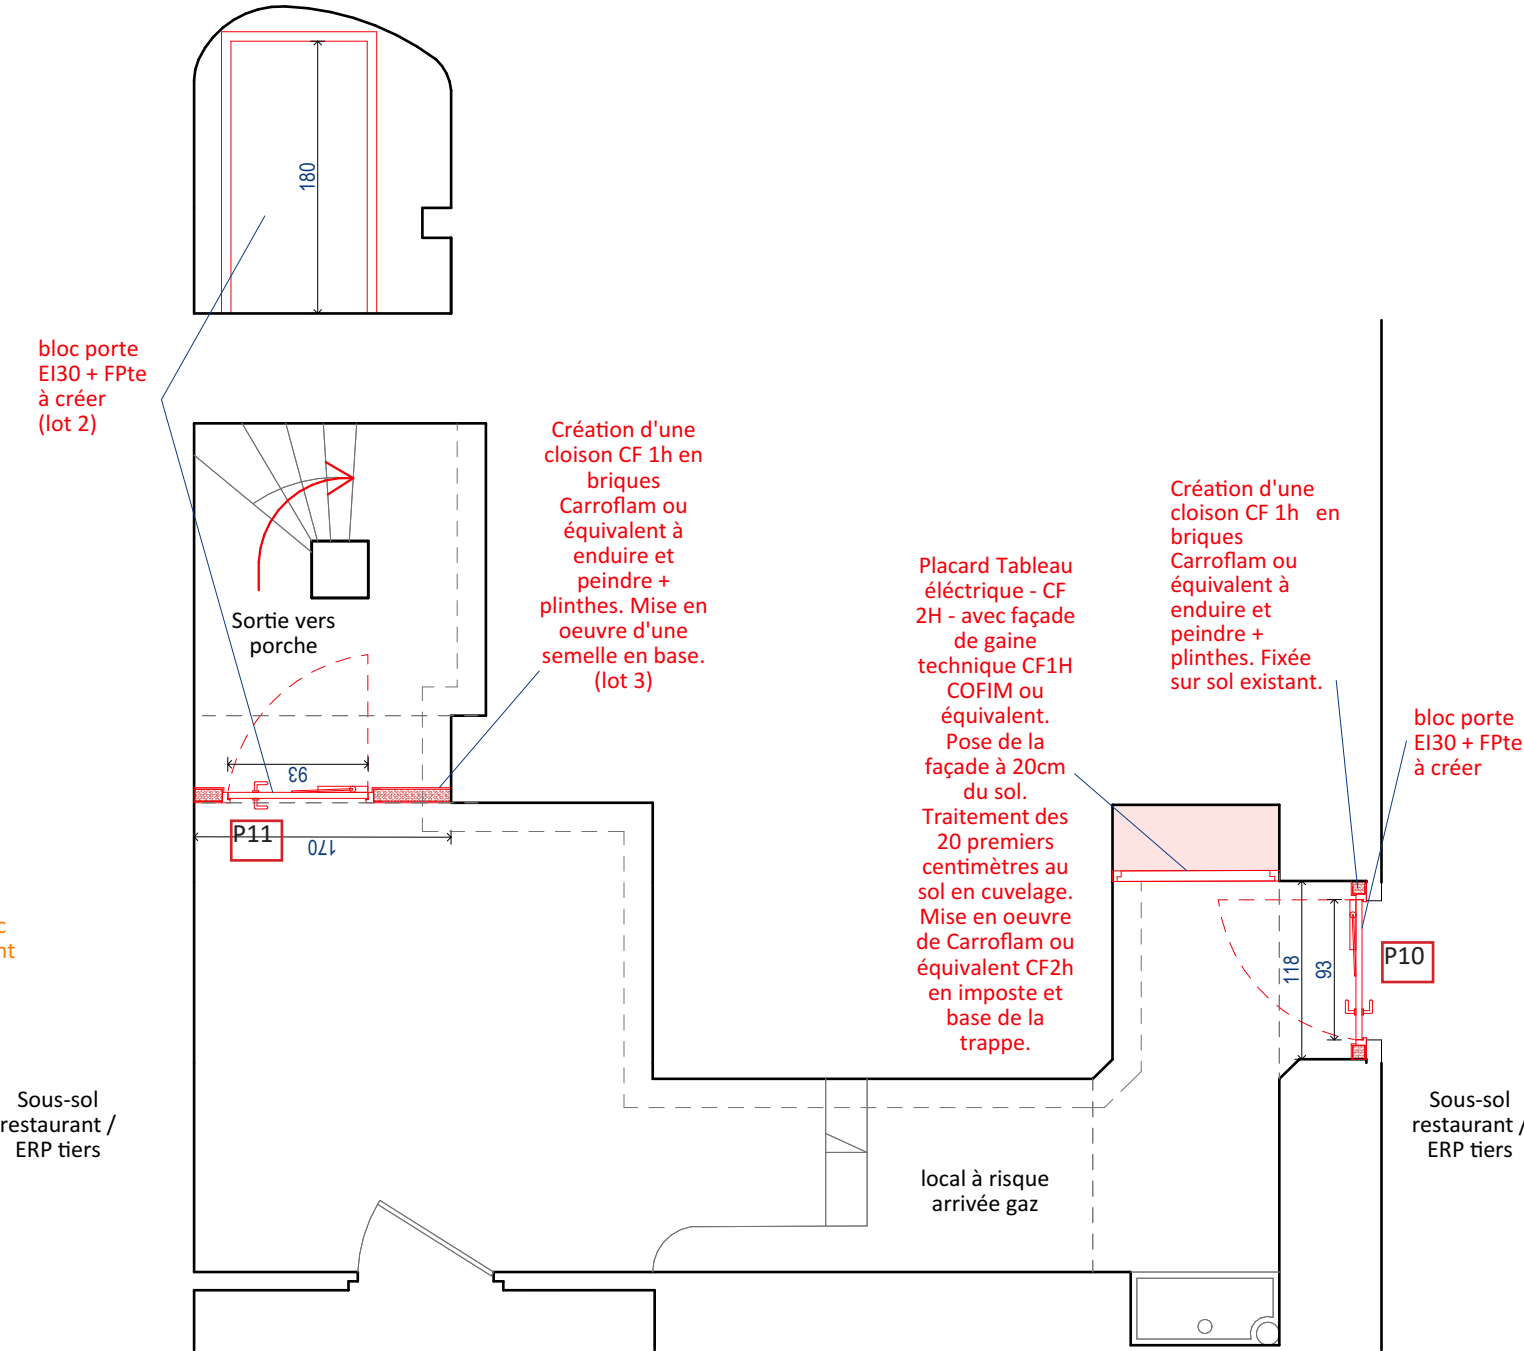 180
bloc porte
EI30 + FPte
à créer
(lot 2)
Création d'une
cloison CF 1h en
briques
Carroflam ou
équivalent à
enduire et
peindre +
plinthes. Mise en
oeuvre d'une
semelle en base.
(lot 3)
Sortie vers
porche
93
P11
170
Placard Tableau
éléctrique - CF
2H - avec façade
de gaine
technique CF1H
COFIM ou
équivalent.
Pose de la
façade à 20cm
du sol.
Traitement des
20 premiers
centimètres au
sol en cuvelage.
Mise en oeuvre
de Carroflam ou
équivalent CF2h
en imposte et
base de la
trappe.
Création d'une
cloison CF 1h en
briques
Carroflam ou
équivalent à
enduire et
peindre +
plinthes. Fixée
sur sol existant.
bloc porte
EI30 + FPte
à créer
118
93
P10
c
nt
Sous-sol
restaurant /
ERP tiers
local à risque
arrivée gaz
Sous-sol
restaurant /
ERP tiers